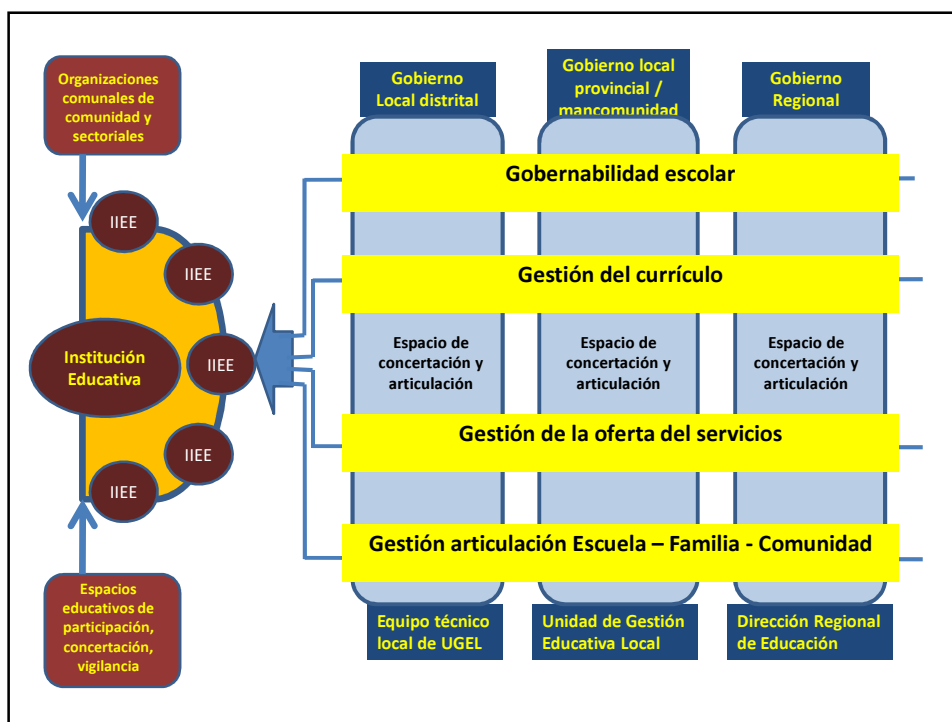 Organizaciones
comunales de
comunidad y
sectoriales
Gobierno
Local distrital
Gobierno local
provincial /
mancomunidad
Gobierno
Regional
Gobernabilidad escolar
IIEE
IIEE
Gestión del currículo
Institución
Educativa
IIEE
Espacio de
concertación y
articulación
Espacio de
concertación y
articulación
Espacio de
concertación y
articulación
IIEE
IIEE
Gestión de la oferta del servicios
Gestión articulación Escuela – Familia - Comunidad
Espacios
educativos de
participación,
concertación,
vigilancia
Equipo técnico
local de UGEL
Unidad de Gestión
Educativa Local
Dirección Regional
de Educación